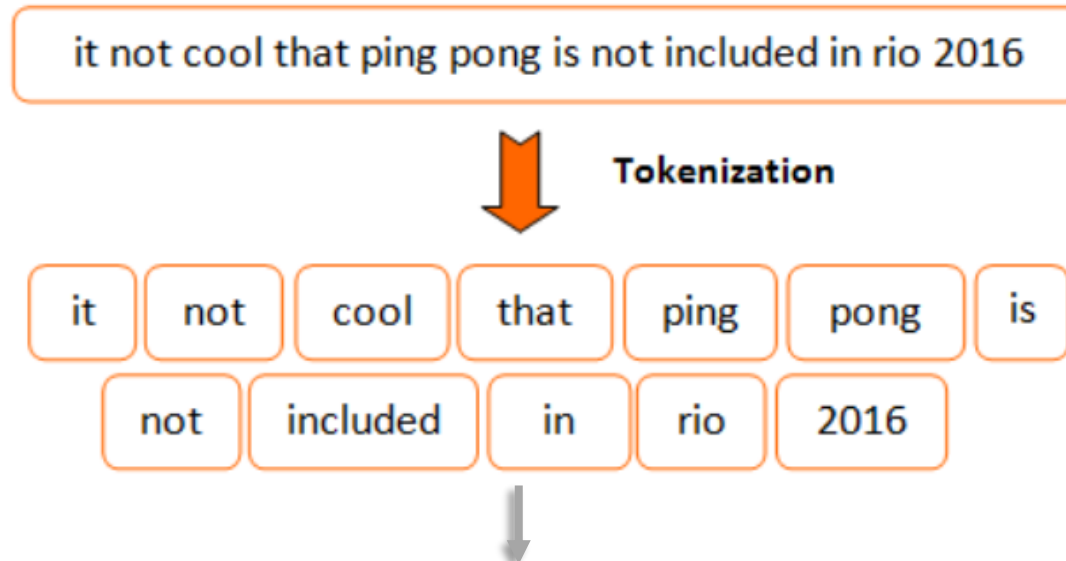 it not cool that ping pong is not included in rio 2016
Tokenization
it not cool that ping pong is
not included in rio 2016